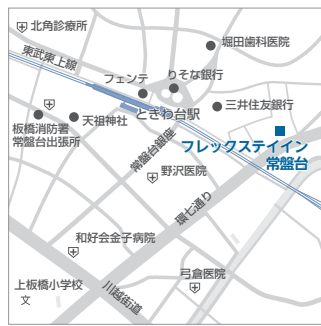 北角診療所
堀田歯科医院
東武東上線
フェンテ
りそな銀行
ときわ台駅
三井住友銀行
天祖神社
板橋消防署
常盤台出張所
フレックステイイン
常盤台
常盤台銀座
野沢医院
環七通り
和好会金子病院
弓倉医院
上板橋小学校
文
川越街道